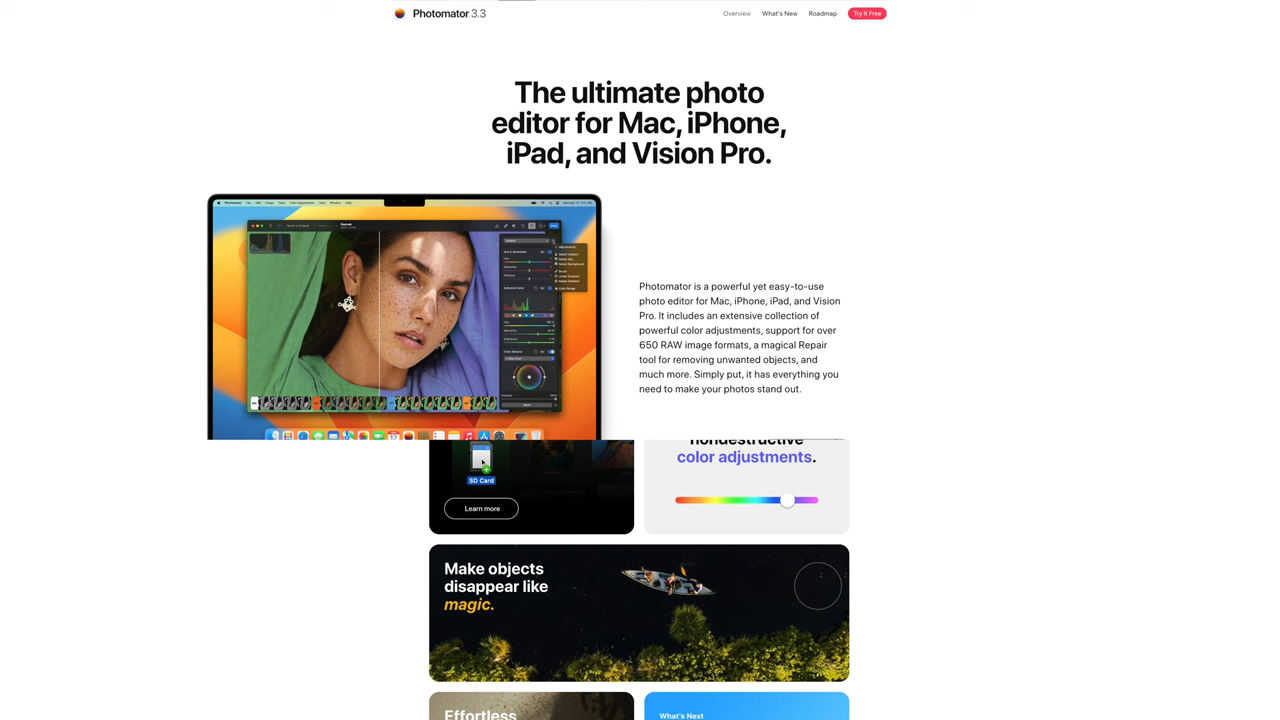 Photomator 3.3
Overview
What's New
Roadmap
Try It Free
The ultimate photo
editor for Mac, iPhone,
iPad, and Vision Pro.
Photomator is a powerful yet easy-to-use
photo editor for Mac, iPhone, iPad, and Vision
Pro. It includes an extensive collection of
powerful color adjustments, support for over
650 RAW image formats, a magical Repair
tool for removing unwanted objects, and
much more. Simply put, it has everything you
need to make your photos stand out.
nondestructive
color adjustments.
SD Card
Learn more
Make objects
disappear like
magic.
Effortless
What's Next